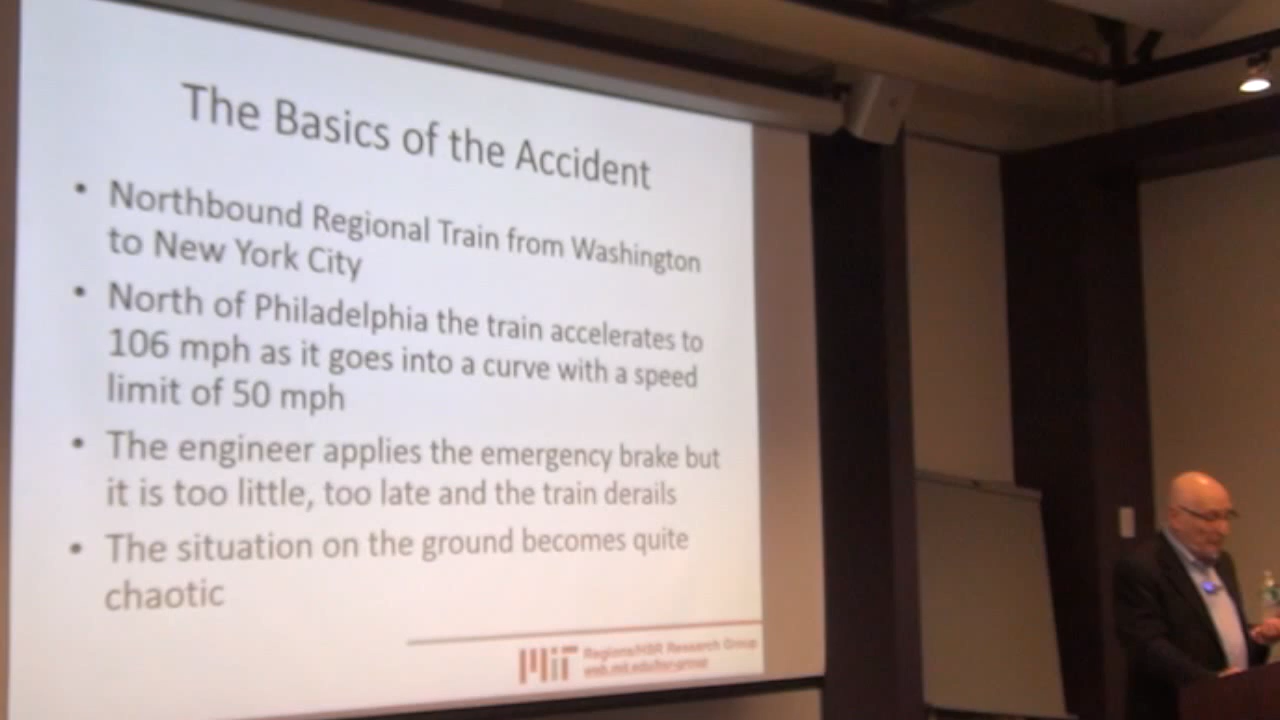 The Basics of the Accident
• Northbound Regional Train from Washington
to New York City
• North of Philadelphia the train accelerates to
106 mph as it goes into a curve with a speed
limit of 50 mph
• The engineer applies the emergency brake but
it is too little, too late and the train derails
• The situation on the ground becomes quite
chaotic
MIT
Research Group